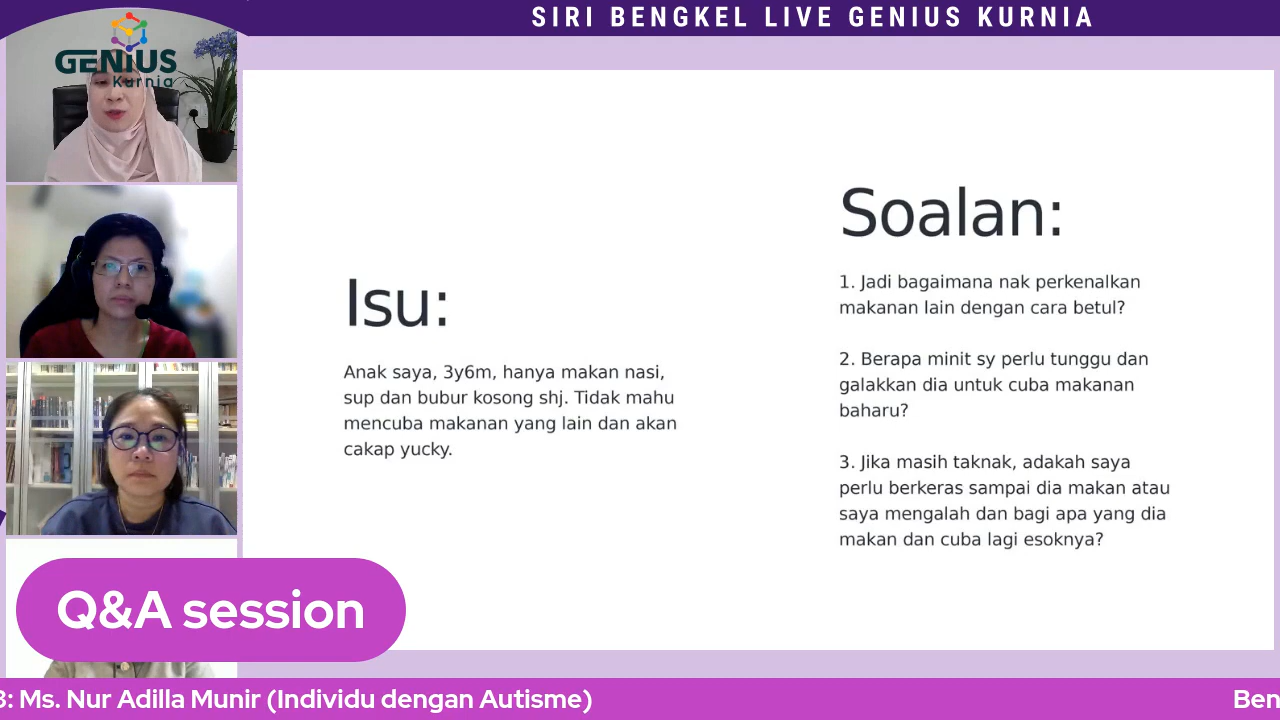 SIRI BENGKEL LIVE GENIUS KURNIA
GENIUS
Kurnia
Isu:
Anak saya, 3y6m, hanya makan nasi,
sup dan bubur kosong shj. Tidak mahu
mencuba makanan yang lain dan akan
cakap yucky.
Soalan:
1. Jadi bagaimana nak perkenalkan
makanan lain dengan cara betul?
2. Berapa minit sy perlu tunggu dan
galakkan dia untuk cuba makanan
baharu?
3. Jika masih taknak, adakah saya
perlu berkeras sampai dia makan atau
saya mengalah dan bagi apa yang dia
makan dan cuba lagi esoknya?
Q&A session
3: Ms. Nur Adilla Munir (Individu dengan Autisme)
Ben